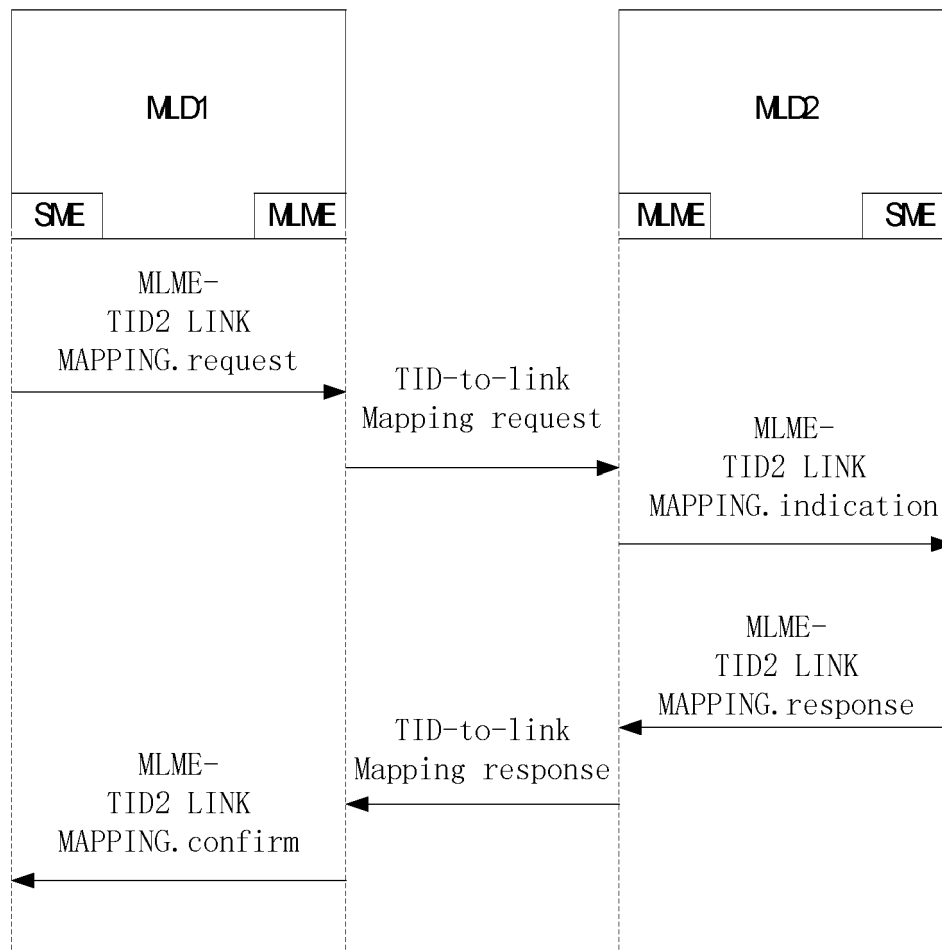 MLD1
MLD2
SME
MLME
MLME
SME
MLME-
TID2 LINK
MAPPING.request
TID-to-link
Mapping request
MLME-
TID2 LINK
MAPPING.indication
MLME-
TID2 LINK
MAPPING.response
TID-to-link
Mapping response
MLME-
TID2 LINK
MAPPING.confirm